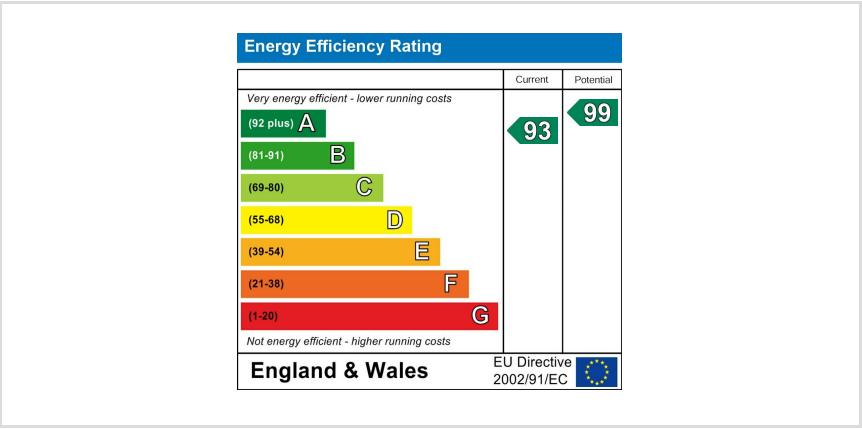 Energy Efficiency Rating
Current Potential
Very energy efficient - lower running costs
(92 plus) A
93
99
(81-91) B
(69-80) C
(55-68) D
(39-54) E
(21-38) F
(1-20) G
Not energy efficient - higher running costs
England & Wales
EU Directive
2002/91/EC